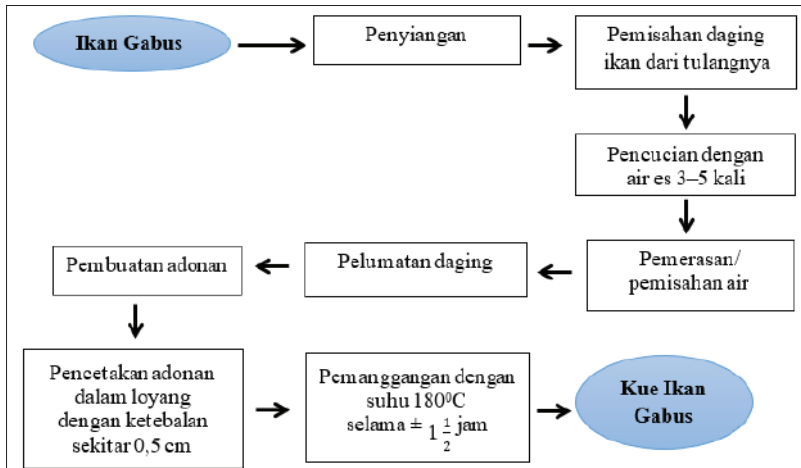 Ikan Gabus
Penyiangan
Pemisahan daging
ikan dari tulangnya
Pencucian dengan
air es 3–5 kali
Pemerasan/
pemisahan air
Pelumatan daging
Pembuatan adonan
Pencetakan adonan
dalam loyang
dengan ketebalan
sekitar 0,5 cm
Pemanggangan dengan
suhu 180⁰C
selama ± 1 1/2 jam
Kue Ikan
Gabus